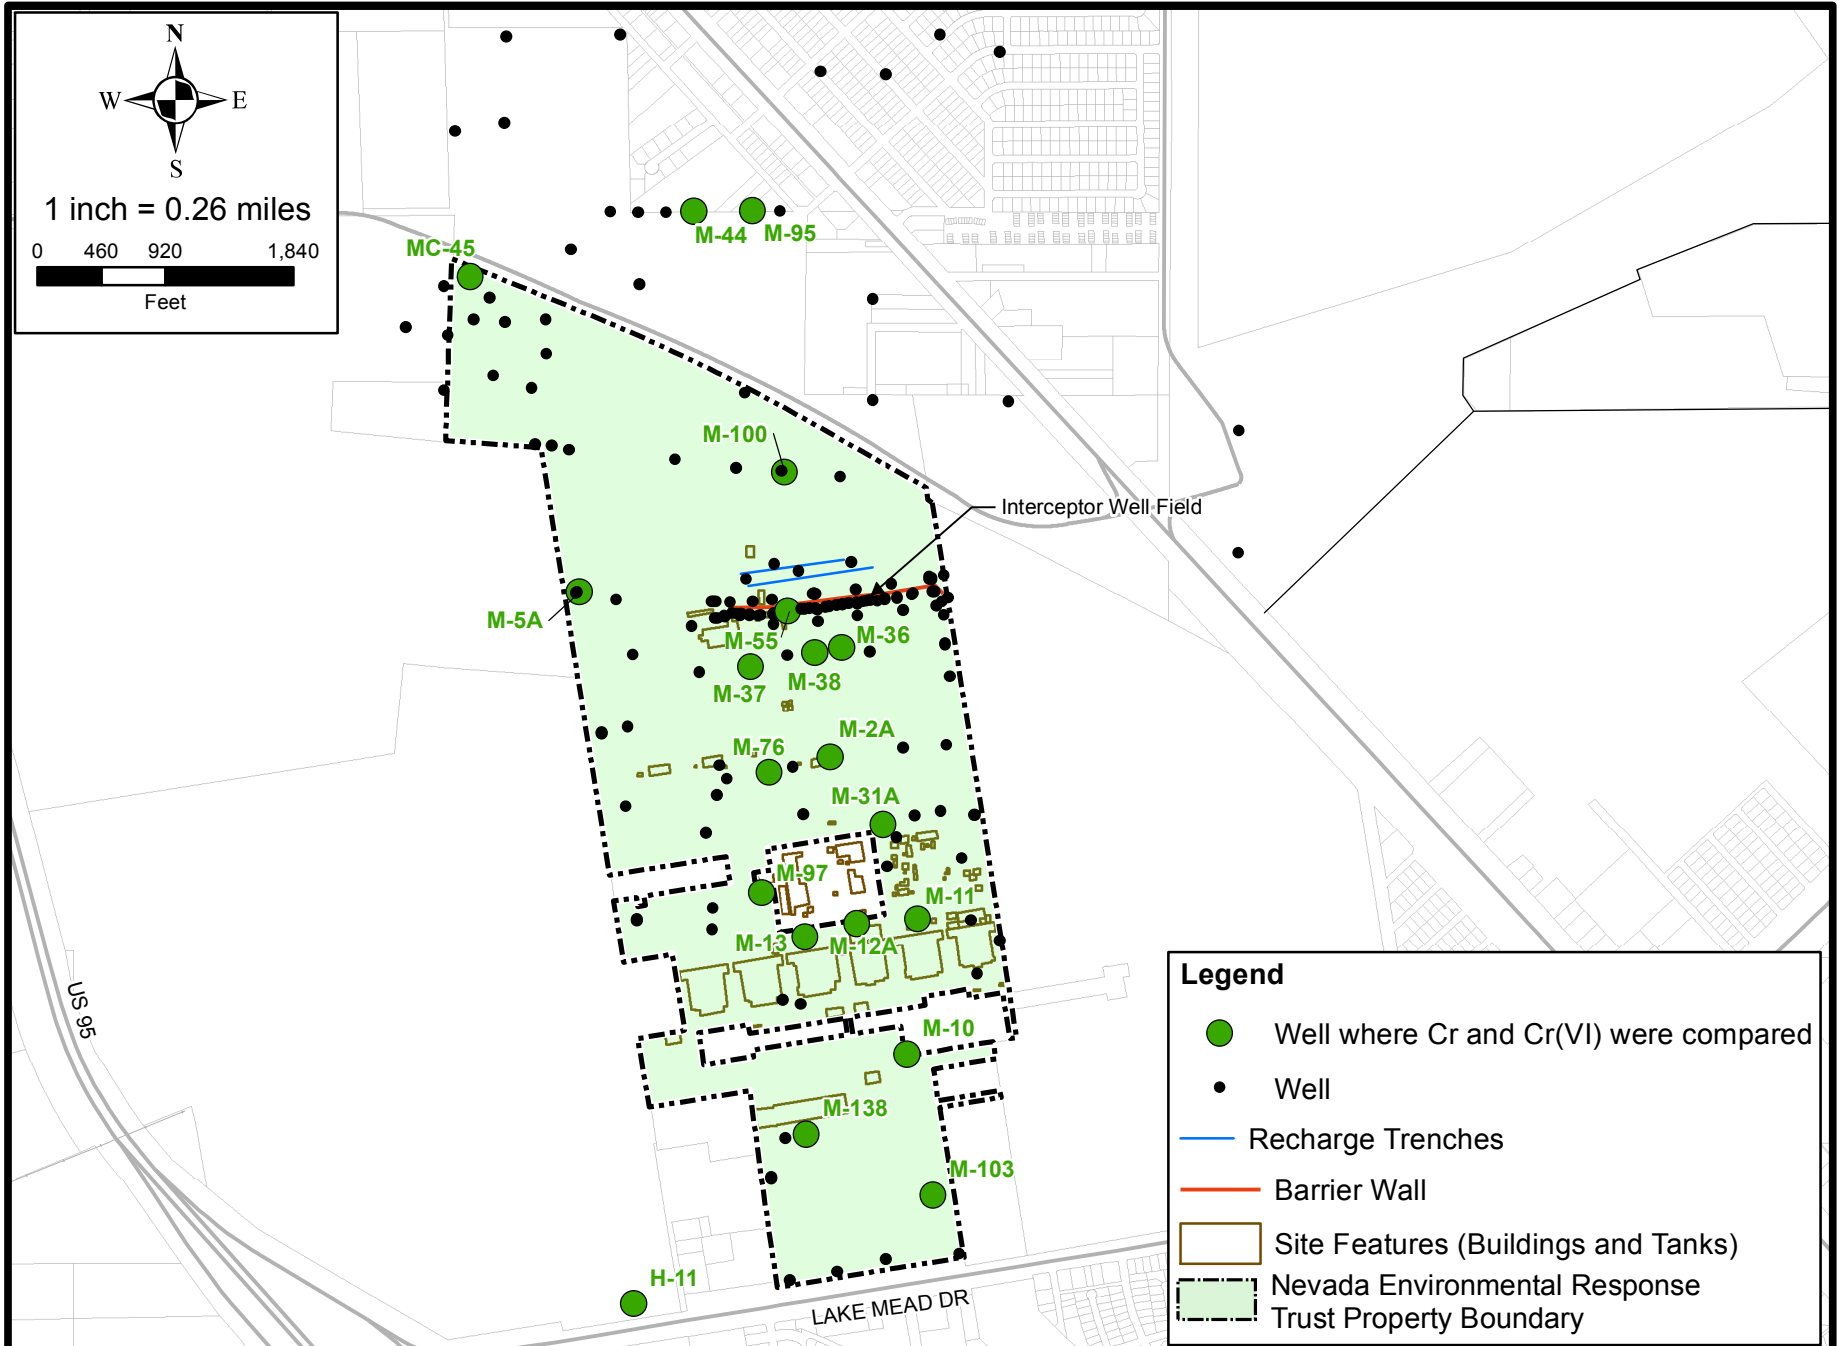 N
W E
S
1 inch = 0.26 miles
0 460 920 1,840
Feet
MC-45
M-44
M-95
M-100
Interceptor Well Field
M-5A
M-55
M-36
M-37
M-38
M-2A
M-76
M-31A
M-97
M-11
M-13
M-12A
US 95
M-10
M-138
M-103
H-11
LAKE MEAD DR
Legend
Well where Cr and Cr(VI) were compared
Well
Recharge Trenches
Barrier Wall
Site Features (Buildings and Tanks)
Nevada Environmental Response
Trust Property Boundary